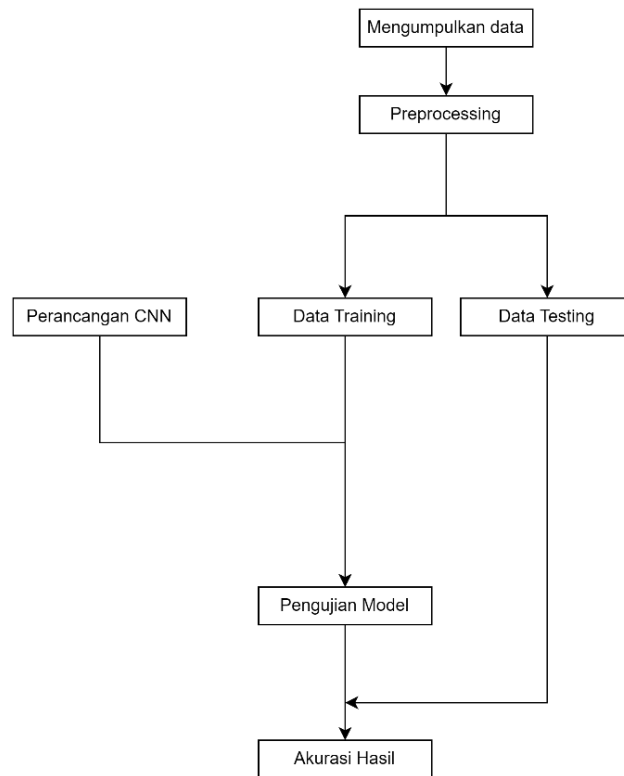 Mengumpulkan data
Preprocessing
Perancangan CNN
Data Training
Data Testing
Pengujian Model
Akurasi Hasil